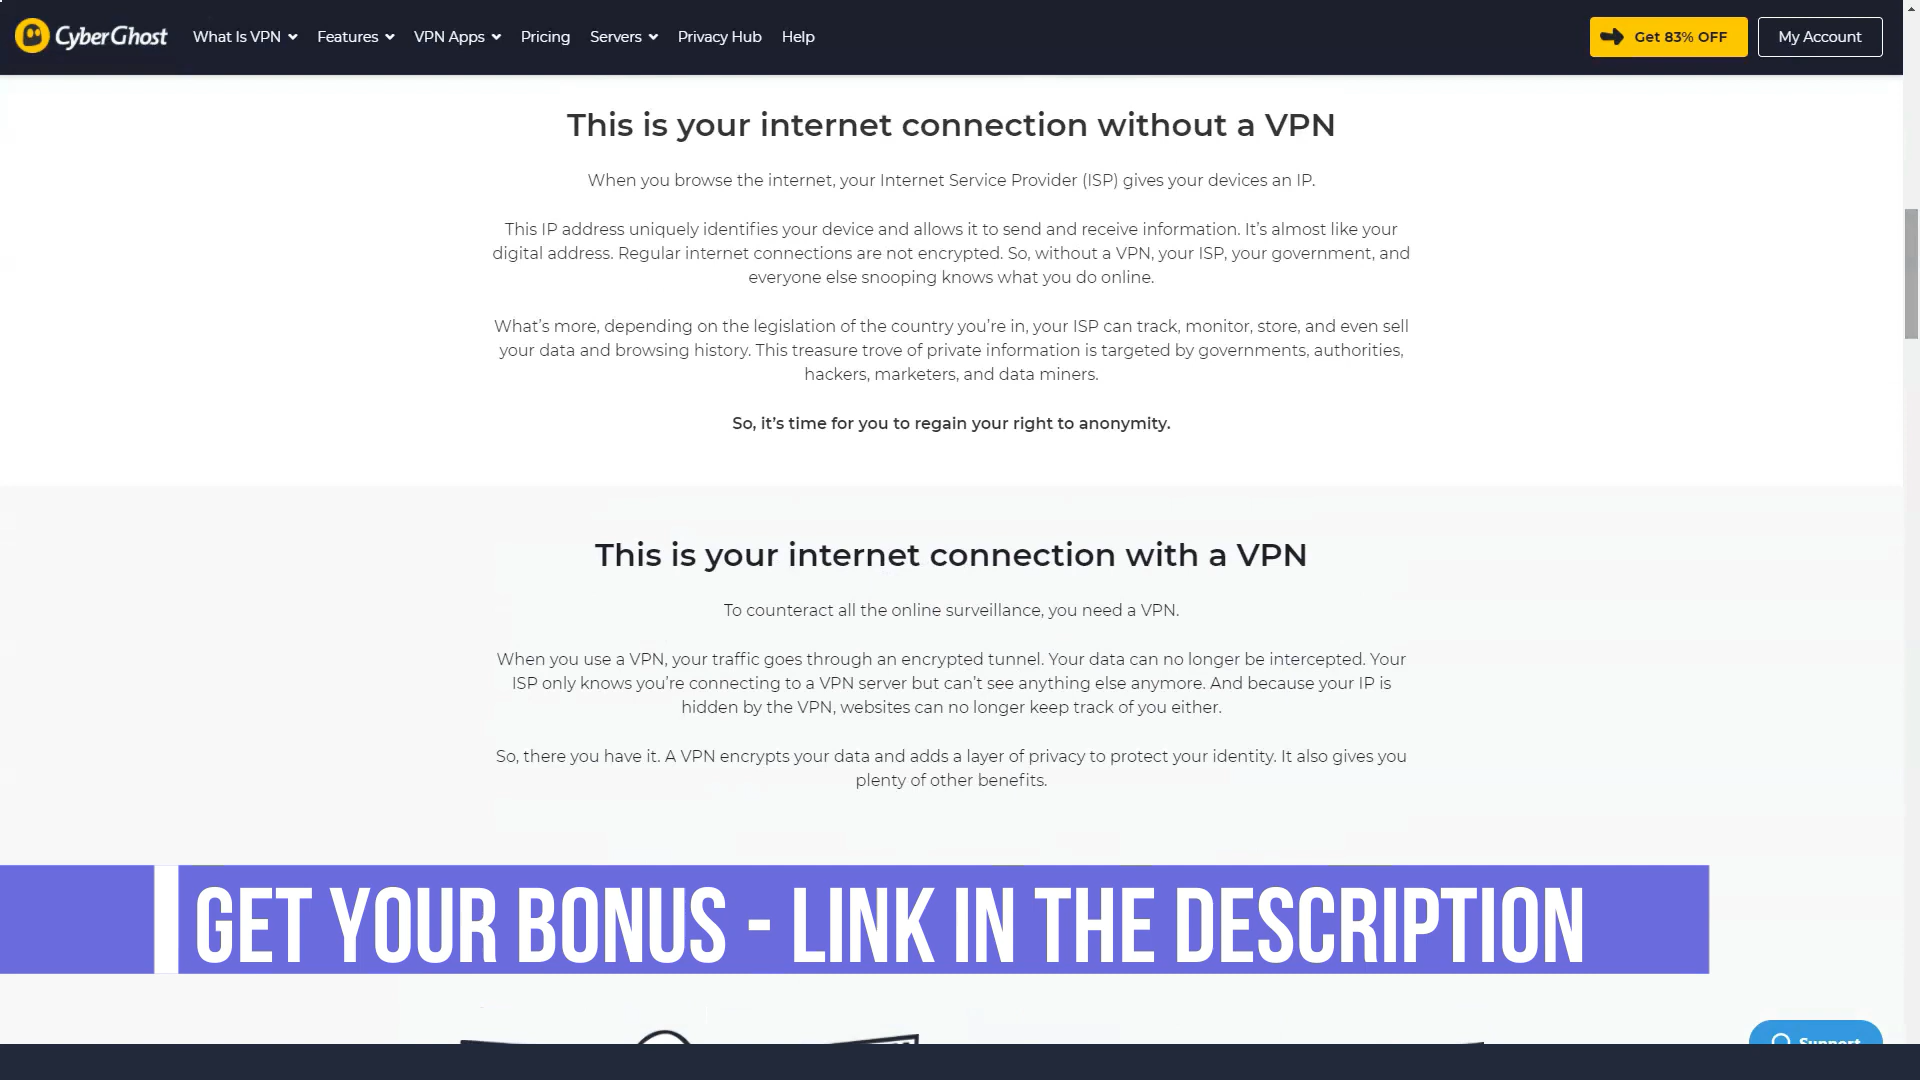 CyberGhost What Is VPN Features VPN Apps Pricing Servers Privacy Hub Help Get 83% OFF My Account
This is your internet connection without a VPN
When you browse the internet, your Internet Service Provider (ISP) gives your devices an IP.
This IP address uniquely identifies your device and allows it to send and receive information. It’s almost like your
digital address. Regular internet connections are not encrypted. So, without a VPN, your ISP, your government, and
everyone else snooping knows what you do online.
What’s more, depending on the legislation of the country you’re in, your ISP can track, monitor, store, and even sell
your data and browsing history. This treasure trove of private information is targeted by governments, authorities,
hackers, marketers, and data miners.
So, it’s time for you to regain your right to anonymity.
This is your internet connection with a VPN
To counteract all the online surveillance, you need a VPN.
When you use a VPN, your traffic goes through an encrypted tunnel. Your data can no longer be intercepted. Your
ISP only knows you’re connecting to a VPN server but can’t see anything else anymore. And because your IP is
hidden by the VPN, websites can no longer keep track of you either.
So, there you have it. A VPN encrypts your data and adds a layer of privacy to protect your identity. It also gives you
plenty of other benefits.
GET YOUR BONUS - LINK IN THE DESCRIPTION
Support